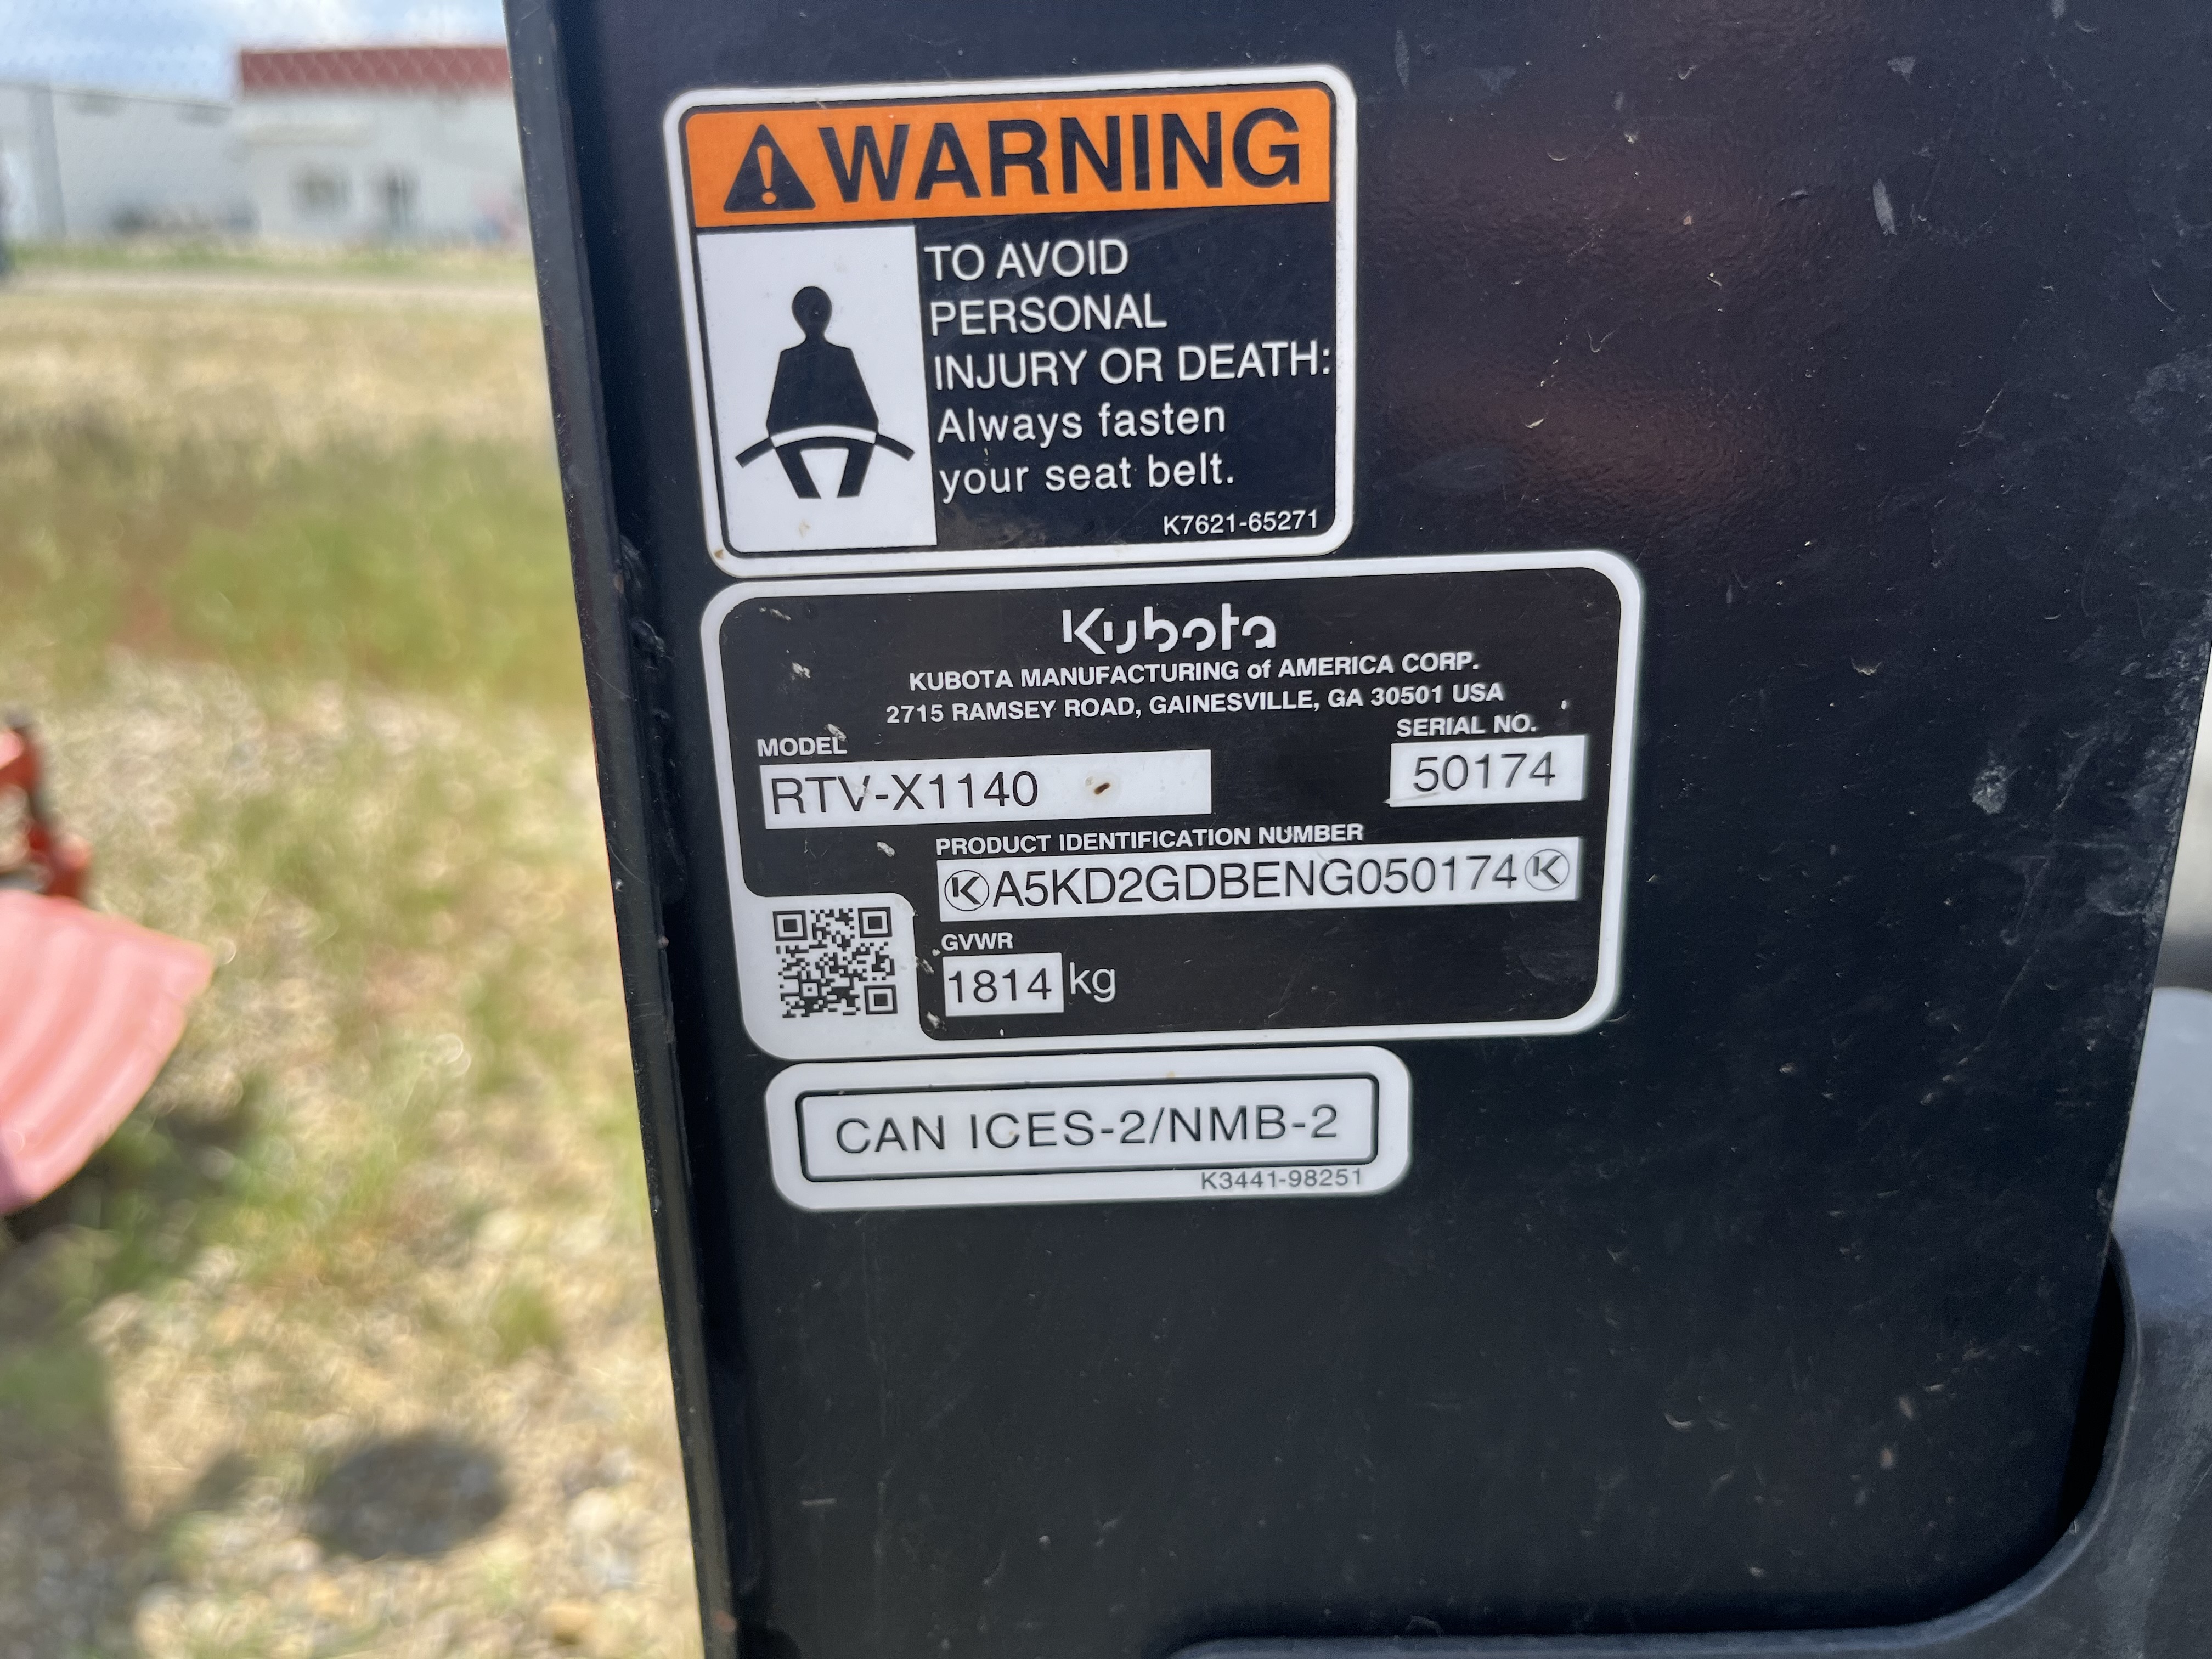 WARNING
TO AVOID
PERSONAL
INJURY OR DEATH:
Always fasten
your seat belt.
K7621-65271
Kubota
KUBOTA MANUFACTURING of AMERICA CORP.
2715 RAMSEY ROAD, GAINESVILLE, GA 30501 USA
MODEL
RTV-X1140
SERIAL NO.
50174
PRODUCT IDENTIFICATION NUMBER
A5KD2GDBENG050174
GVWR
1814 kg
CAN ICES-2/NMB-2
K3441-98251